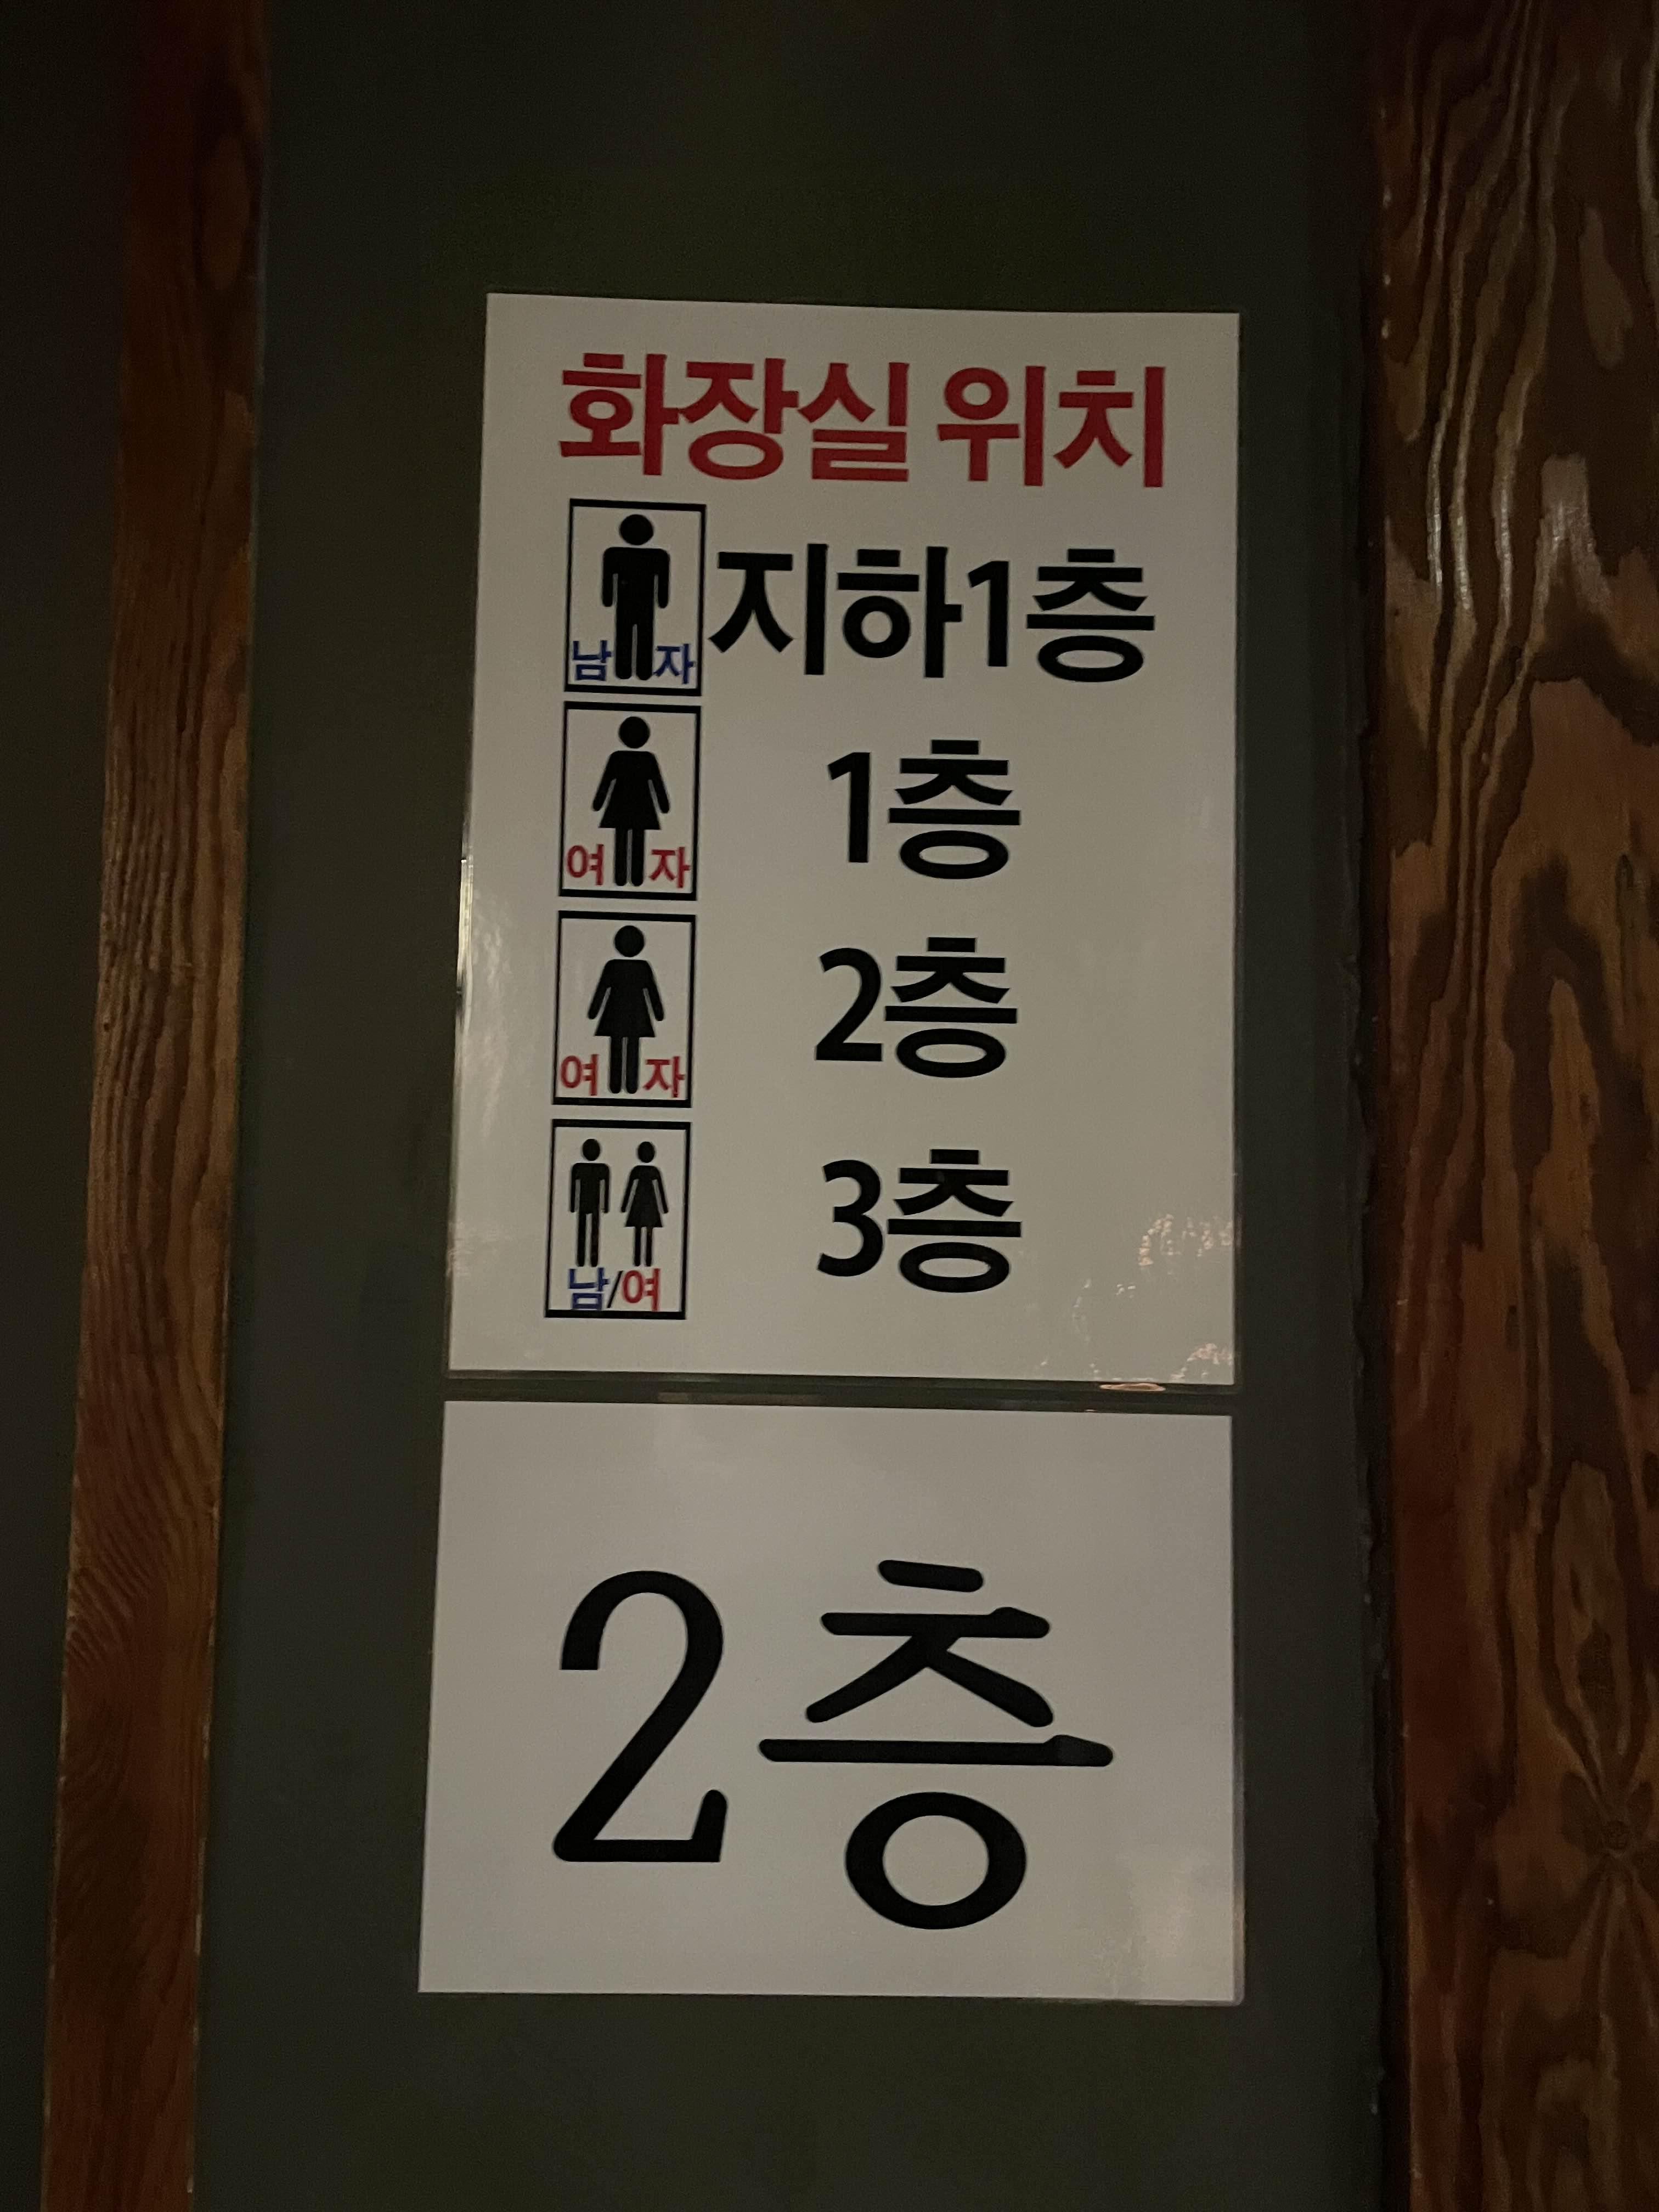 화장실 위치
남자 지하1층
여자 1층
여자 2층
남/여 3층
2층